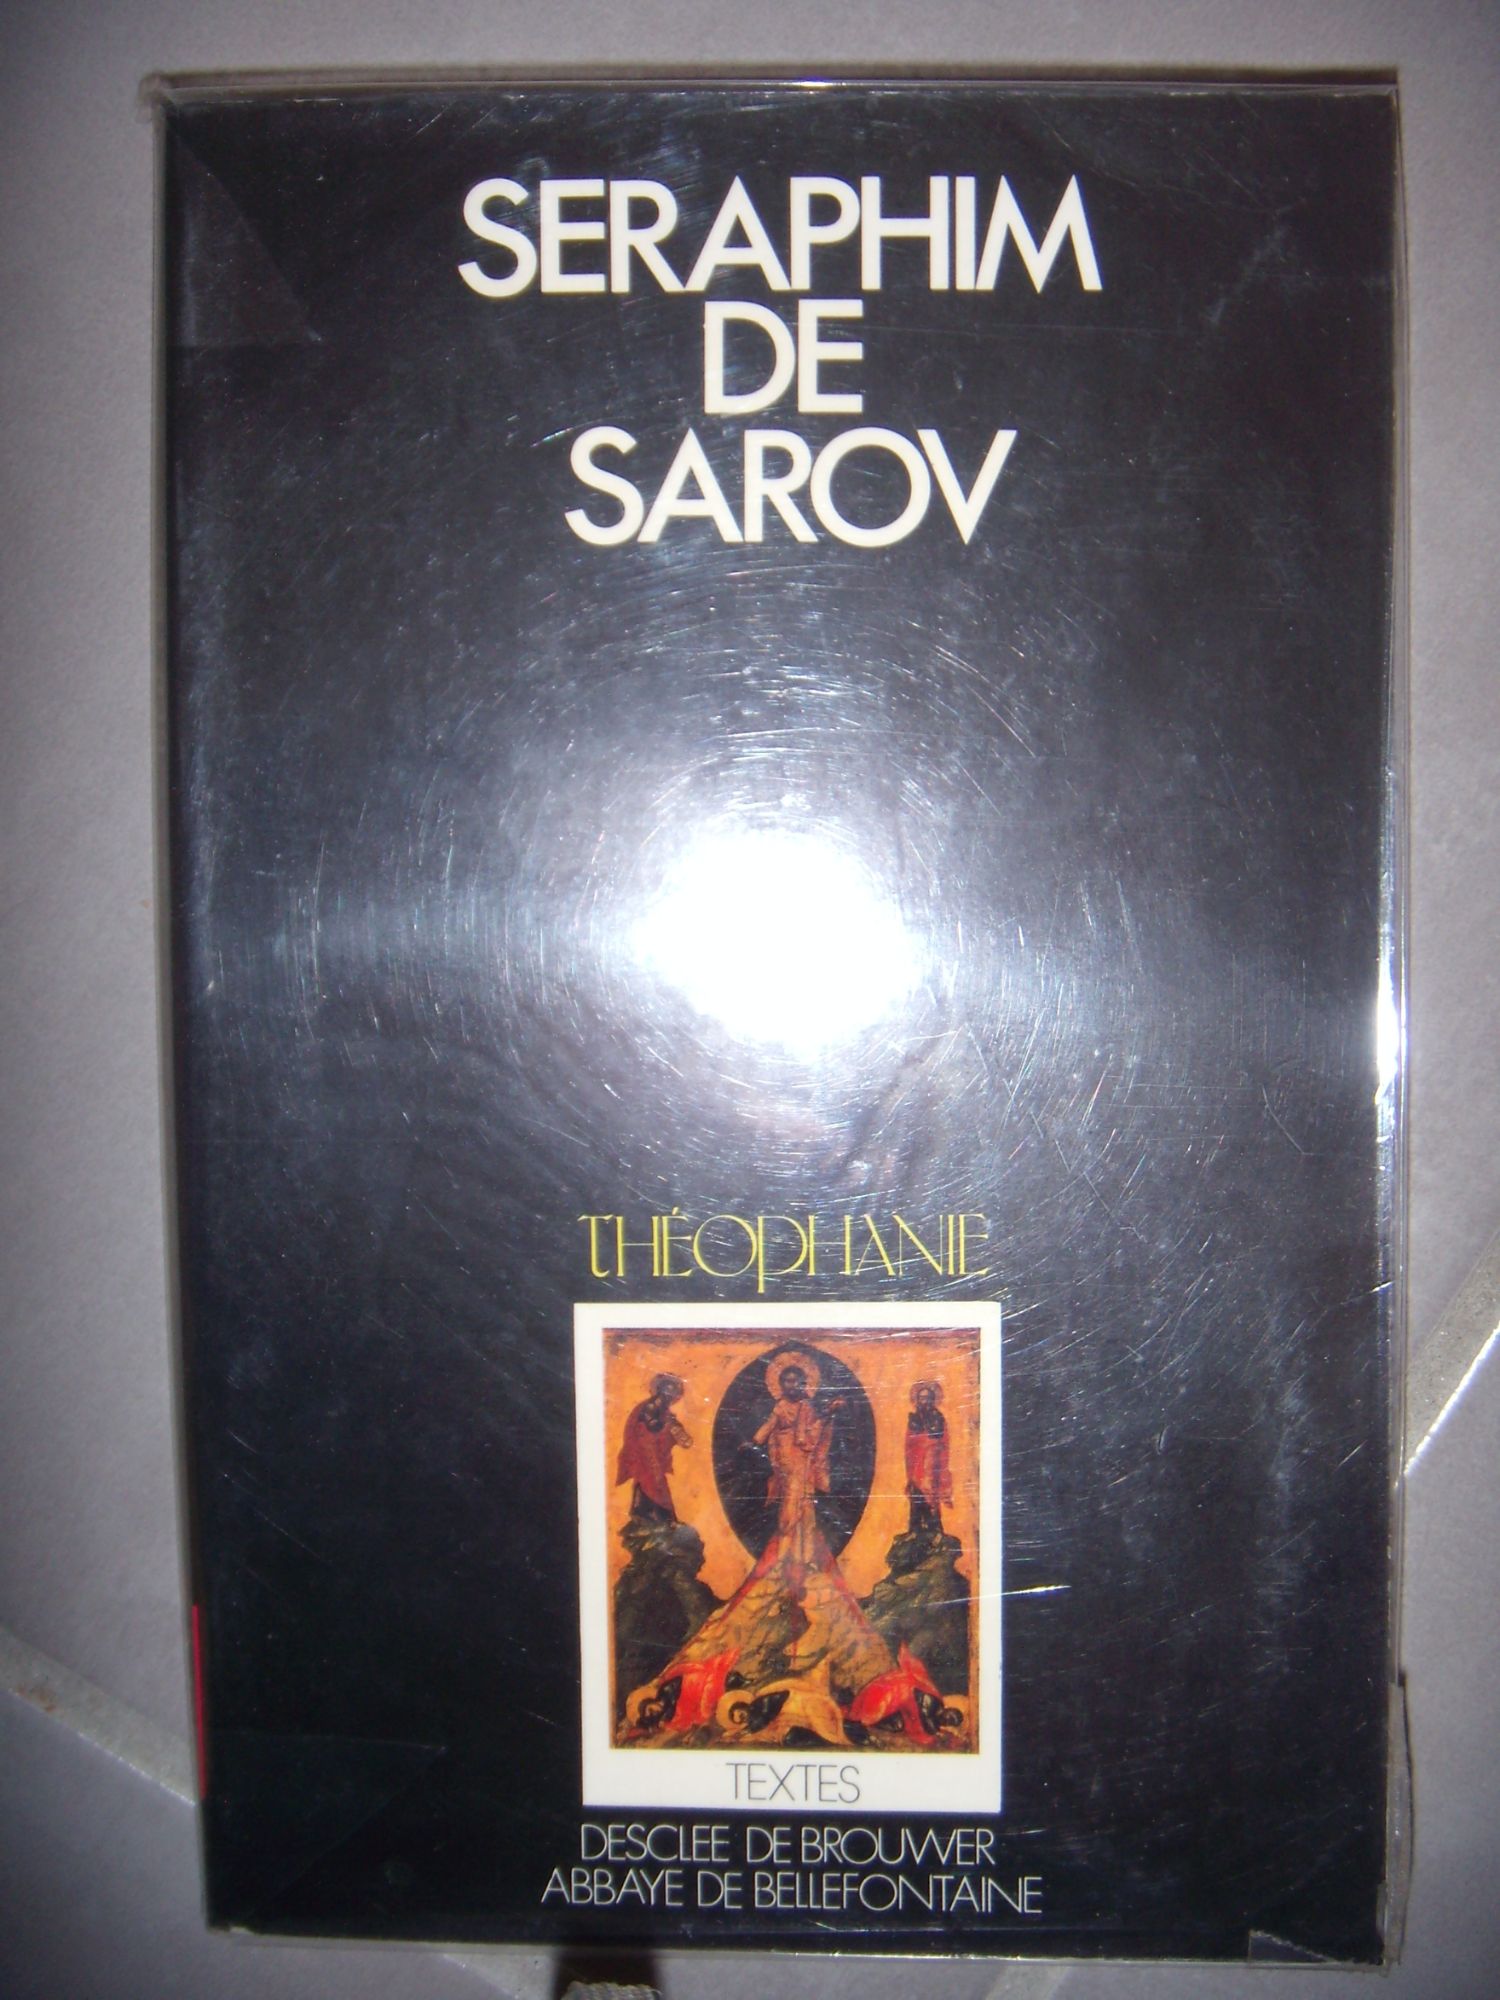 SERAPHIM
DE
SAROV
THÉOPHANIE
TEXTES
DESCLEE DE BROUWER
ABBAYE DE BELLEFONTAINE